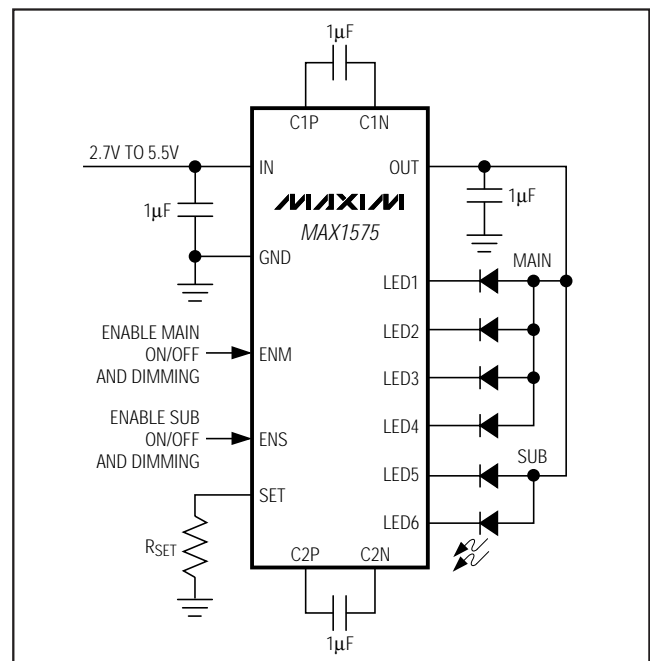 1µF
C1P C1N
2.7V TO 5.5V
IN
OUT
1µF
1µF
MAXIM
MAX1575
GND
MAIN
LED1
LED2
ENABLE MAIN
ON/OFF
AND DIMMING
ENM
LED3
LED4
ENABLE SUB
ON/OFF
AND DIMMING
ENS
SUB
LED5
SET
LED6
RSET
C2P C2N
1µF